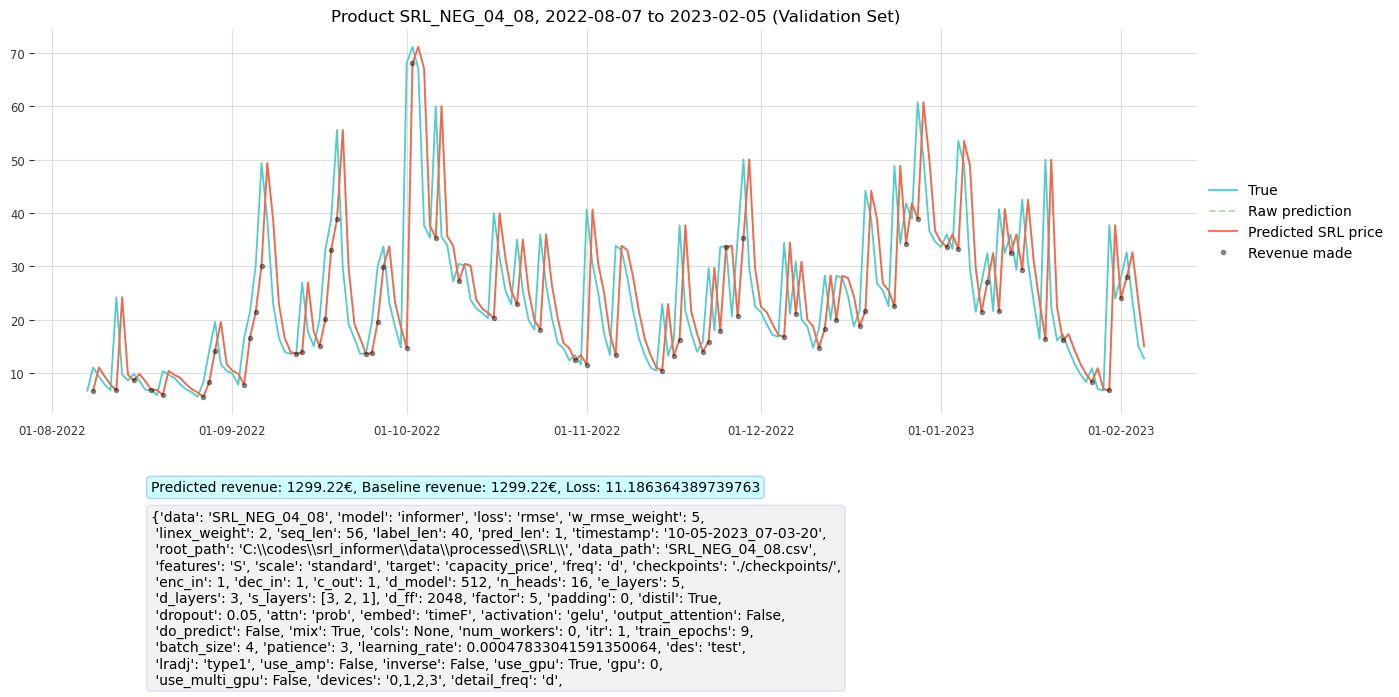 Product SRL_NEG_04_08, 2022-08-07 to 2023-02-05 (Validation Set)
70
60
50
40
30
20
10
01-08-2022
01-09-2022
01-10-2022
01-11-2022
01-12-2022
01-01-2023
01-02-2023
True
Raw prediction
Predicted SRL price
Revenue made
Predicted revenue: 1299.22€, Baseline revenue: 1299.22€, Loss: 11.186364389739763
{'data': 'SRL_NEG_04_08', 'model': 'informer', 'loss': 'rmse', 'w_rmse_weight': 5,
'linex_weight': 2, 'seq_len': 56, 'label_len': 40, 'pred_len': 1, 'timestamp': '10-05-2023_07-03-20',
'root_path': 'C:\\codes\\srl_informer\\data\\processed\\SRL\\', 'data_path': 'SRL_NEG_04_08.csv',
'features': 'S', 'scale': 'standard', 'target': 'capacity_price', 'freq': 'd', 'checkpoints': './checkpoints/',
'enc_in': 1, 'dec_in': 1, 'c_out': 1, 'd_model': 512, 'n_heads': 16, 'e_layers': 5,
'd_layers': 3, 's_layers': [3, 2, 1], 'd_ff': 2048, 'factor': 5, 'padding': 0, 'distil': True,
'dropout': 0.05, 'attn': 'prob', 'embed': 'timeF', 'activation': 'gelu', 'output_attention': False,
'do_predict': False, 'mix': True, 'cols': None, 'num_workers': 0, 'itr': 1, 'train_epochs': 9,
'batch_size': 4, 'patience': 3, 'learning_rate': 0.00047833041591350064, 'des': 'test',
'lradj': 'type1', 'use_amp': False, 'inverse': False, 'use_gpu': True, 'gpu': 0,
'use_multi_gpu': False, 'devices': '0,1,2,3', 'detail_freq': 'd',